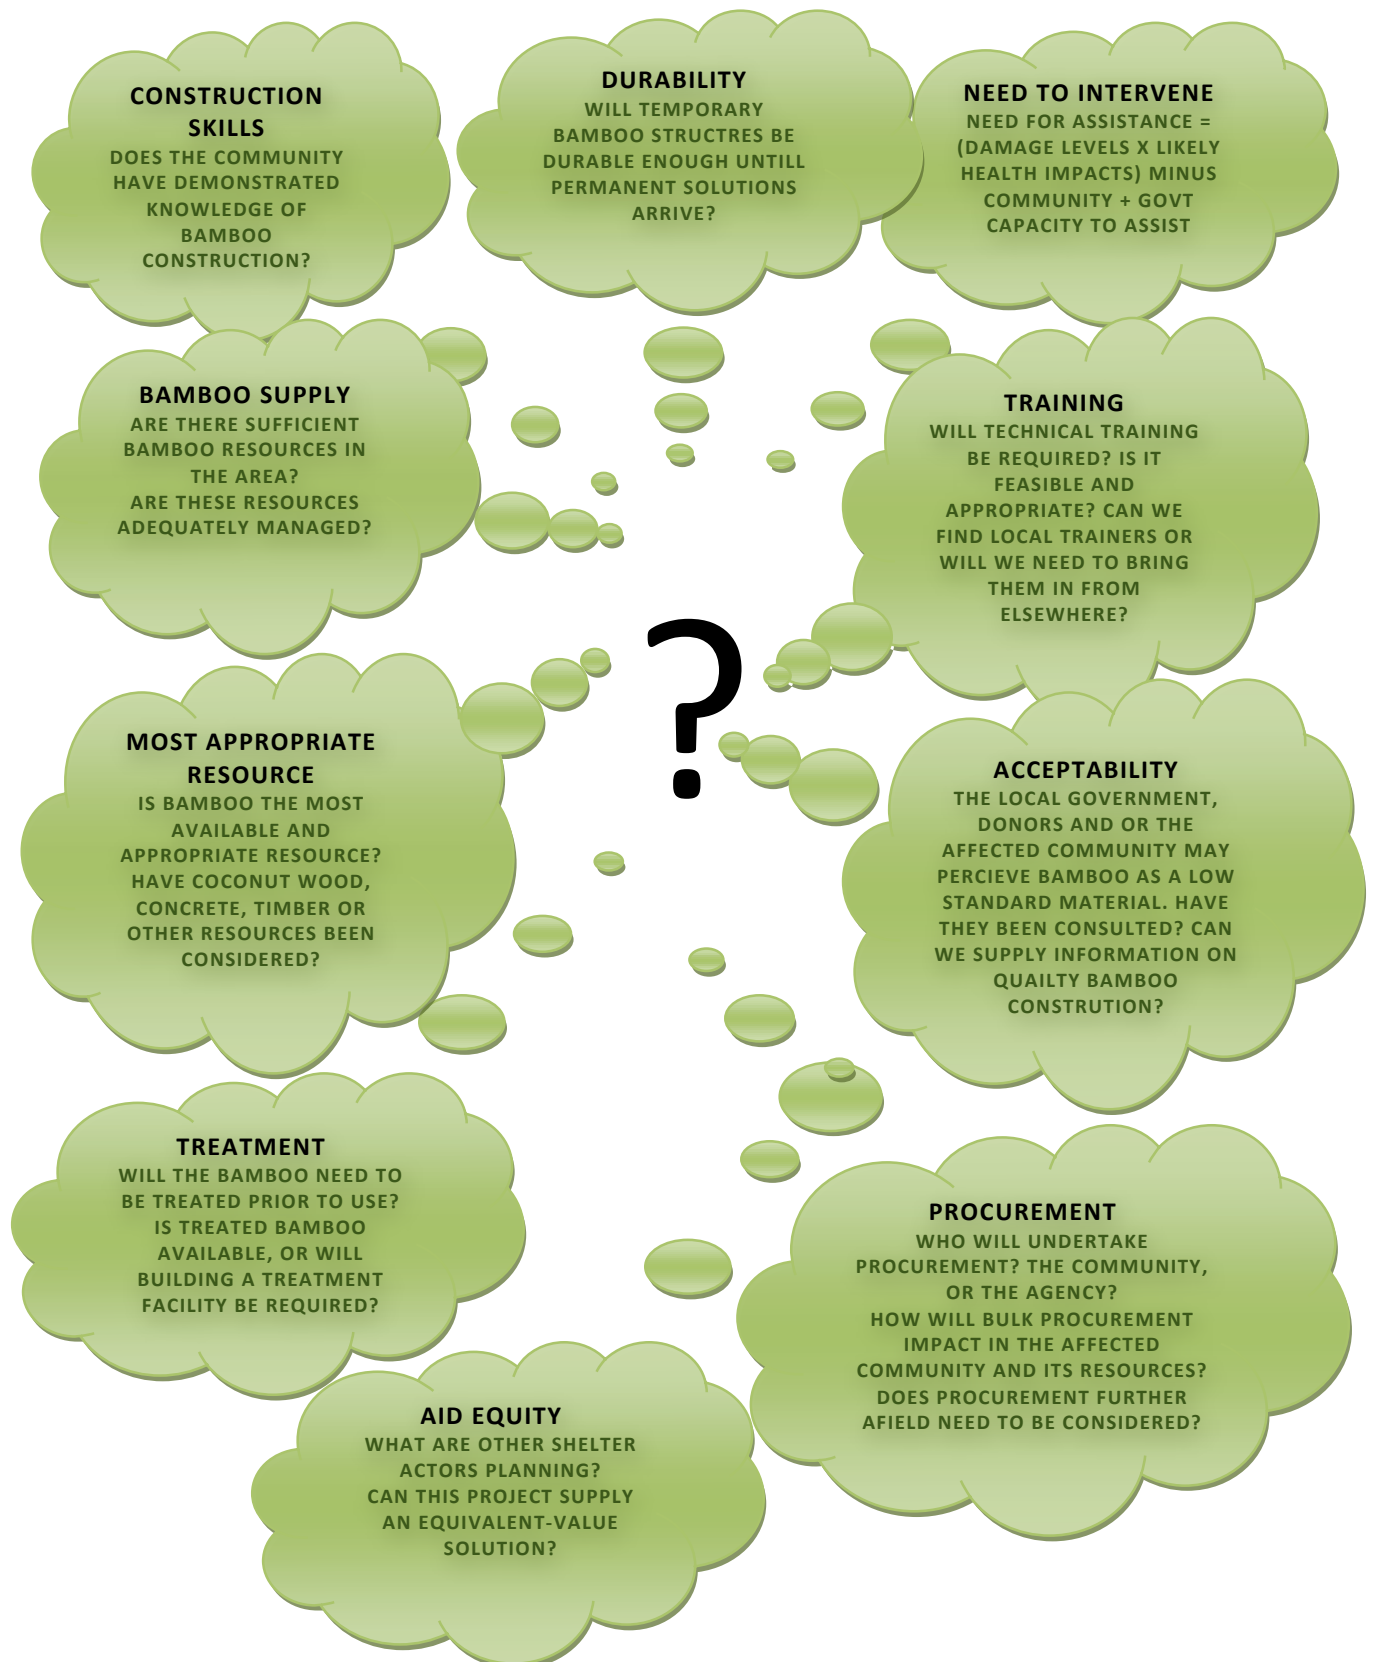 CONSTRUCTION
SKILLS
DOES THE COMMUNITY
HAVE DEMONSTRATED
KNOWLEDGE OF
BAMBOO
CONSTRUCTION?
DURABILITY
WILL TEMPORARY
BAMBOO STRUCTRES BE
DURABLE ENOUGH UNTILL
PERMANENT SOLUTIONS
ARRIVE?
NEED TO INTERVENE
NEED FOR ASSISTANCE =
(DAMAGE LEVELS X LIKELY
HEALTH IMPACTS) MINUS
COMMUNITY + GOVT
CAPACITY TO ASSIST
BAMBOO SUPPLY
ARE THERE SUFFICIENT
BAMBOO RESOURCES IN
THE AREA?
ARE THESE RESOURCES
ADEQUATELY MANAGED?
TRAINING
WILL TECHNICAL TRAINING
BE REQUIRED? IS IT
FEASIBLE AND
APPROPRIATE? CAN WE
FIND LOCAL TRAINERS OR
WILL WE NEED TO BRING
THEM IN FROM
ELSEWHERE?
?
MOST APPROPRIATE
RESOURCE
IS BAMBOO THE MOST
AVAILABLE AND
APPROPRIATE RESOURCE?
HAVE COCONUT WOOD,
CONCRETE, TIMBER OR
OTHER RESOURCES BEEN
CONSIDERED?
ACCEPTABILITY
THE LOCAL GOVERNMENT,
DONORS AND OR THE
AFFECTED COMMUNITY MAY
PERCIEVE BAMBOO AS A LOW
STANDARD MATERIAL. HAVE
THEY BEEN CONSULTED? CAN
WE SUPPLY INFORMATION ON
QUAILTY BAMBOO
CONSTRUTION?
TREATMENT
WILL THE BAMBOO NEED TO
BE TREATED PRIOR TO USE?
IS TREATED BAMBOO
AVAILABLE, OR WILL
BUILDING A TREATMENT
FACILITY BE REQUIRED?
PROCUREMENT
WHO WILL UNDERTAKE
PROCUREMENT? THE COMMUNITY,
OR THE AGENCY?
HOW WILL BULK PROCUREMENT
IMPACT IN THE AFFECTED
COMMUNITY AND ITS RESOURCES?
DOES PROCUREMENT FURTHER
AFIELD NEED TO BE CONSIDERED?
AID EQUITY
WHAT ARE OTHER SHELTER
ACTORS PLANNING?
CAN THIS PROJECT SUPPLY
AN EQUIVALENT-VALUE
SOLUTION?